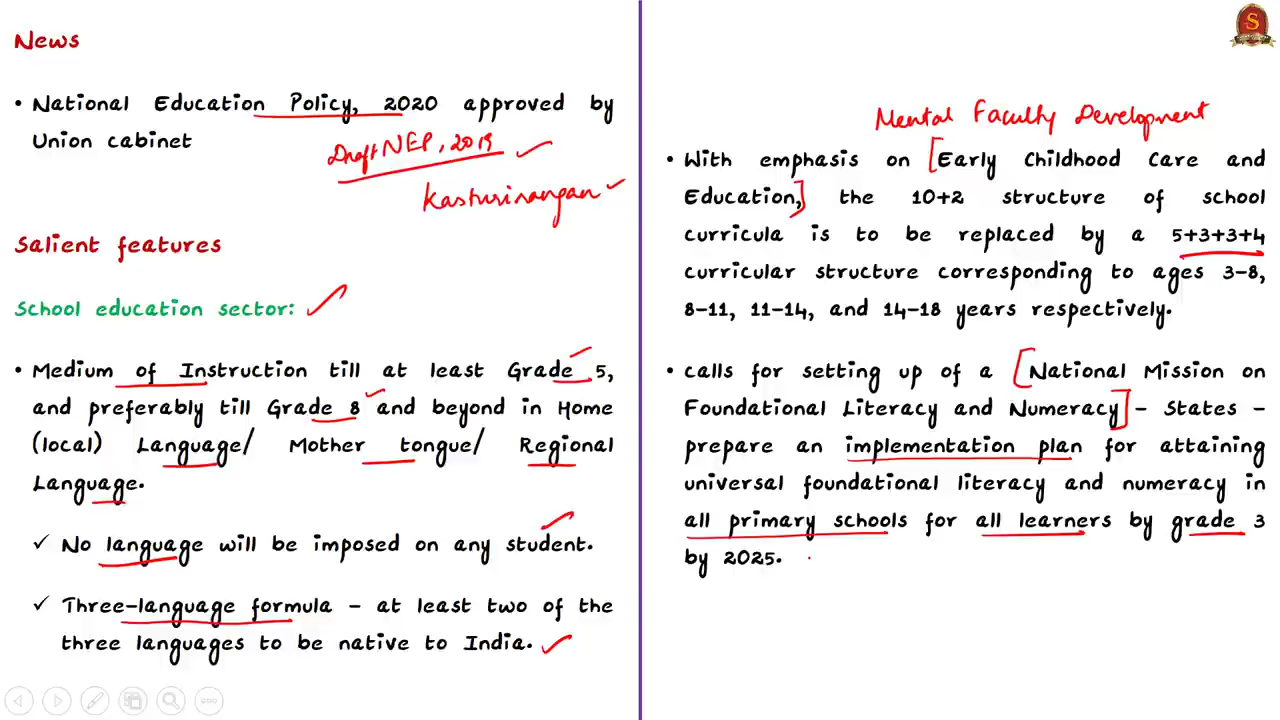 News
• National Education Policy, 2020 approved by
Union cabinet
Draft NEP, 2019
Kasturirangan
Salient features
School education sector:
• Medium of Instruction till at least Grade 5,
and preferably till Grade 8 and beyond in Home
(local) Language/ Mother tongue/ Regional
Language.
✓ No language will be imposed on any student.
✓ Three-language formula – at least two of the
three languages to be native to India.
S
Mental Faculty Development
• With emphasis on [Early Childhood Care and
Education,] the 10+2 structure of school
curricula is to be replaced by a 5+3+3+4
curricular structure corresponding to ages 3-8,
8-11, 11-14, and 14-18 years respectively.
• calls for setting up of a [National Mission on
Foundational Literacy and Numeracy] - States -
prepare an implementation plan for attaining
universal foundational literacy and numeracy in
all primary schools for all learners by grade 3
by 2025.